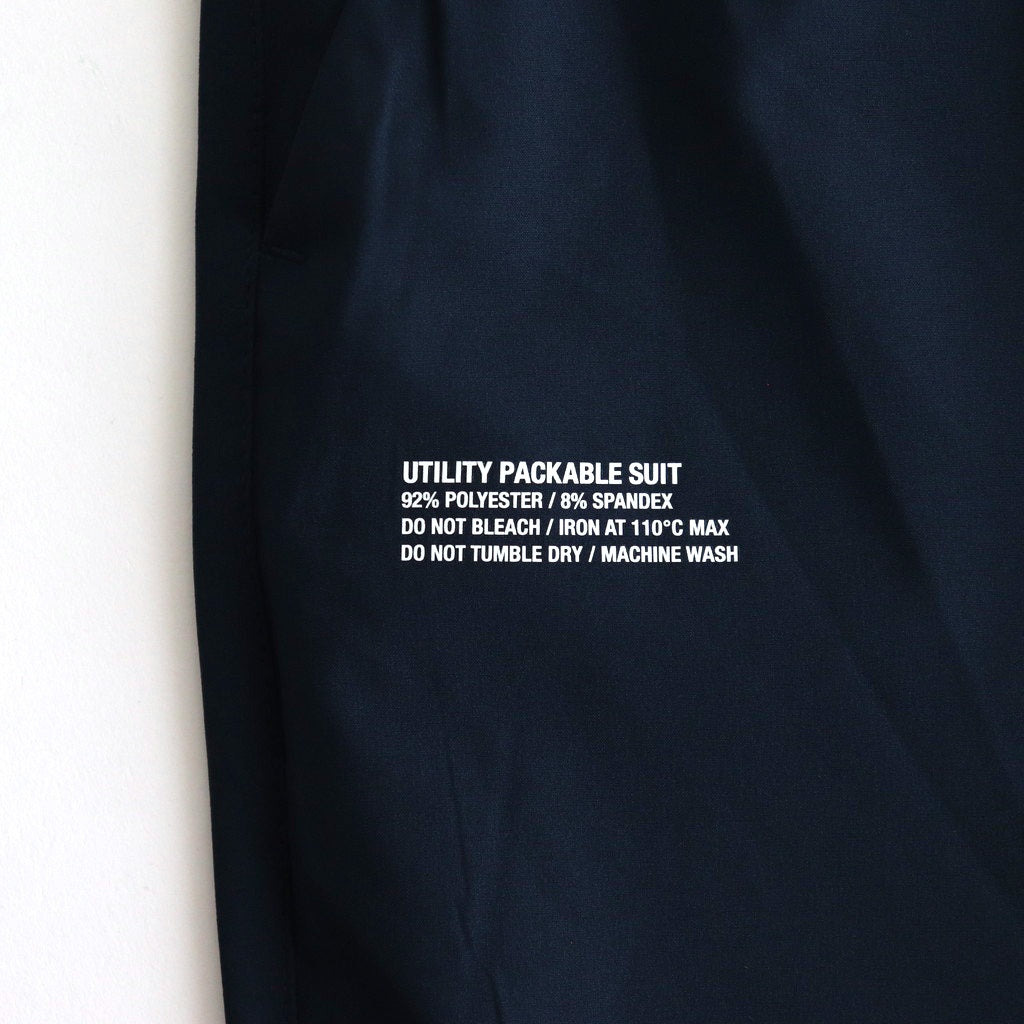 UTILITY PACKABLE SUIT
92% POLYESTER / 8% SPANDEX
DO NOT BLEACH / IRON AT 110°C MAX
DO NOT TUMBLE DRY / MACHINE WASH